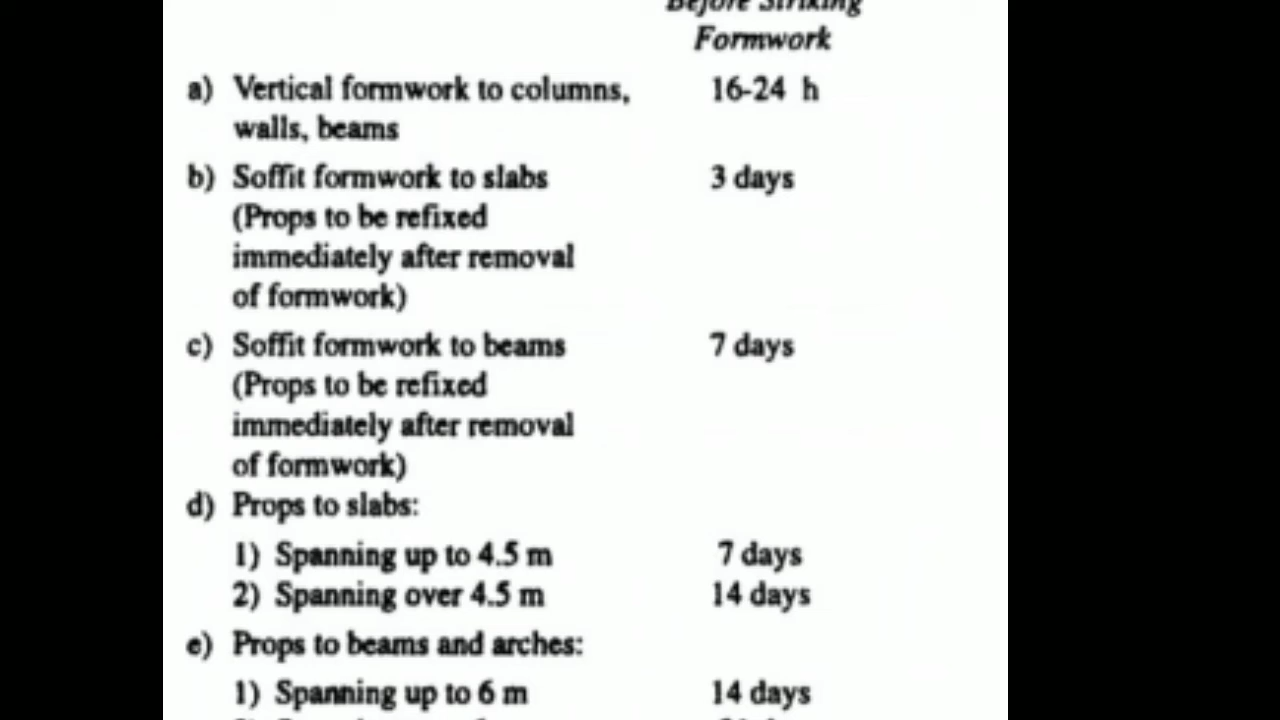 Before Striking
Formwork
a) Vertical formwork to columns, 16-24 h
walls, beams
b) Soffit formwork to slabs 3 days
(Props to be refixed
immediately after removal
of formwork)
c) Soffit formwork to beams 7 days
(Props to be refixed
immediately after removal
of formwork)
d) Props to slabs:
1) Spanning up to 4.5 m 7 days
2) Spanning over 4.5 m 14 days
e) Props to beams and arches:
1) Spanning up to 6 m 14 days